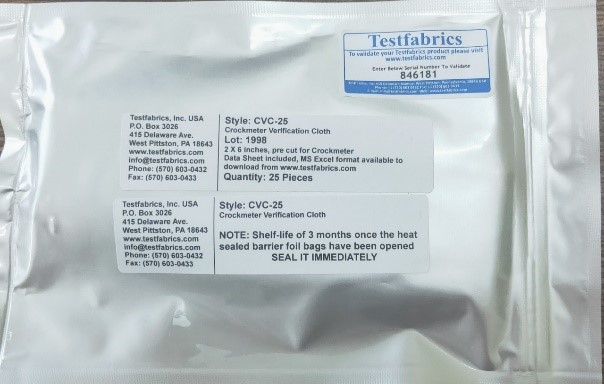 Testfabrics
To validate your Testfabrics product please visit
www.testfabrics.com
Enter Below Serial Number To Validate
846181
Testfabrics, Inc. USA
P.O. Box 3026
415 Delaware Ave.
West Pittston, PA 18643
www.testfabrics.com
info@testfabrics.com
Phone: (570) 603-0432
Fax: (570) 603-0433
Style: CVC-25
Crockmeter Verification Cloth
Lot: 1998
2 X 6 inches, pre cut for Crockmeter
Data Sheet included, MS Excel format available to
download from www.testfabrics.com
Quantity: 25 Pieces
Testfabrics, Inc. USA
P.O. Box 3026
415 Delaware Ave.
West Pittston, PA 18643
www.testfabrics.com
info@testfabrics.com
Phone: (570) 603-0432
Fax: (570) 603-0433
Style: CVC-25
Crockmeter Verification Cloth
NOTE: Shelf-life of 3 months once the heat
sealed barrier foil bags have been opened
SEAL IT IMMEDIATELY